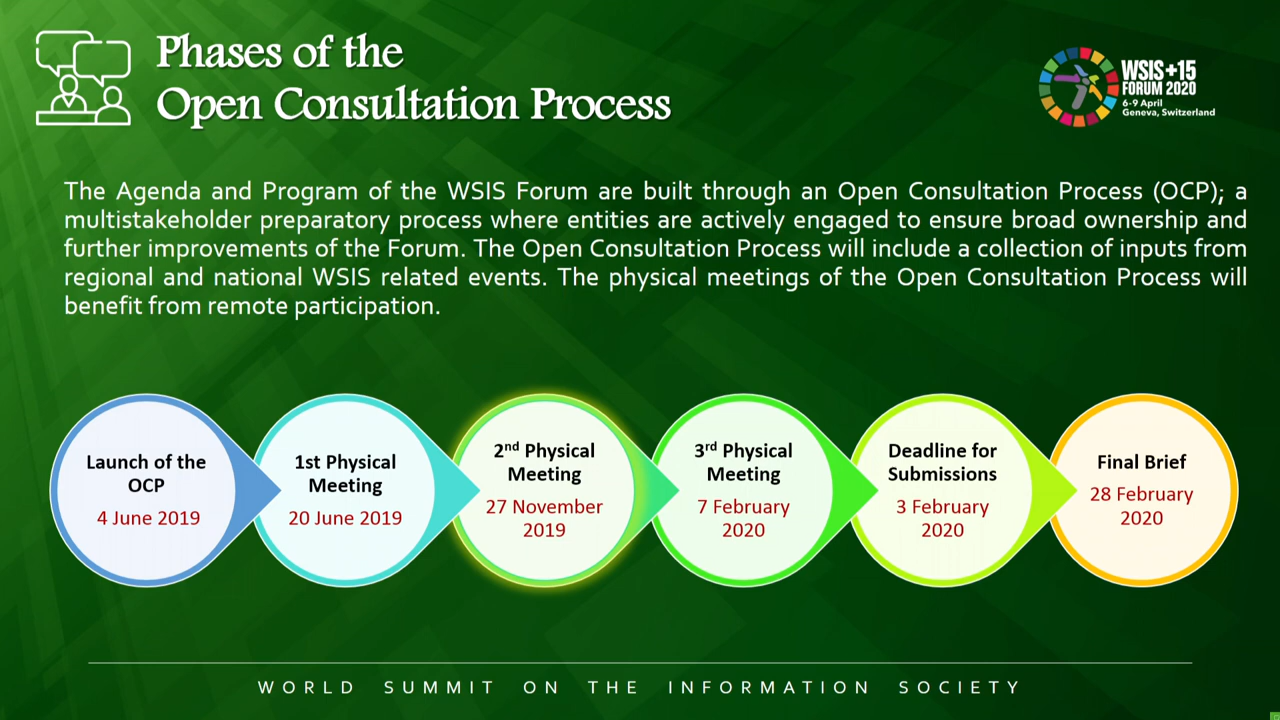 Phases of the
Open Consultation Process
WSIS+15
FORUM 2020
6-9 April
Geneva, Switzerland
The Agenda and Program of the WSIS Forum are built through an Open Consultation Process (OCP); a
multistakeholder preparatory process where entities are actively engaged to ensure broad ownership and
further improvements of the Forum. The Open Consultation Process will include a collection of inputs from
regional and national WSIS related events. The physical meetings of the Open Consultation Process will
benefit from remote participation.
Launch of the
OCP
4 June 2019
1st Physical
Meeting
20 June 2019
2nd Physical
Meeting
27 November
2019
3rd Physical
Meeting
7 February
2020
Deadline for
Submissions
3 February
2020
Final Brief
28 February
2020
WORLD SUMMIT ON THE INFORMATION SOCIETY